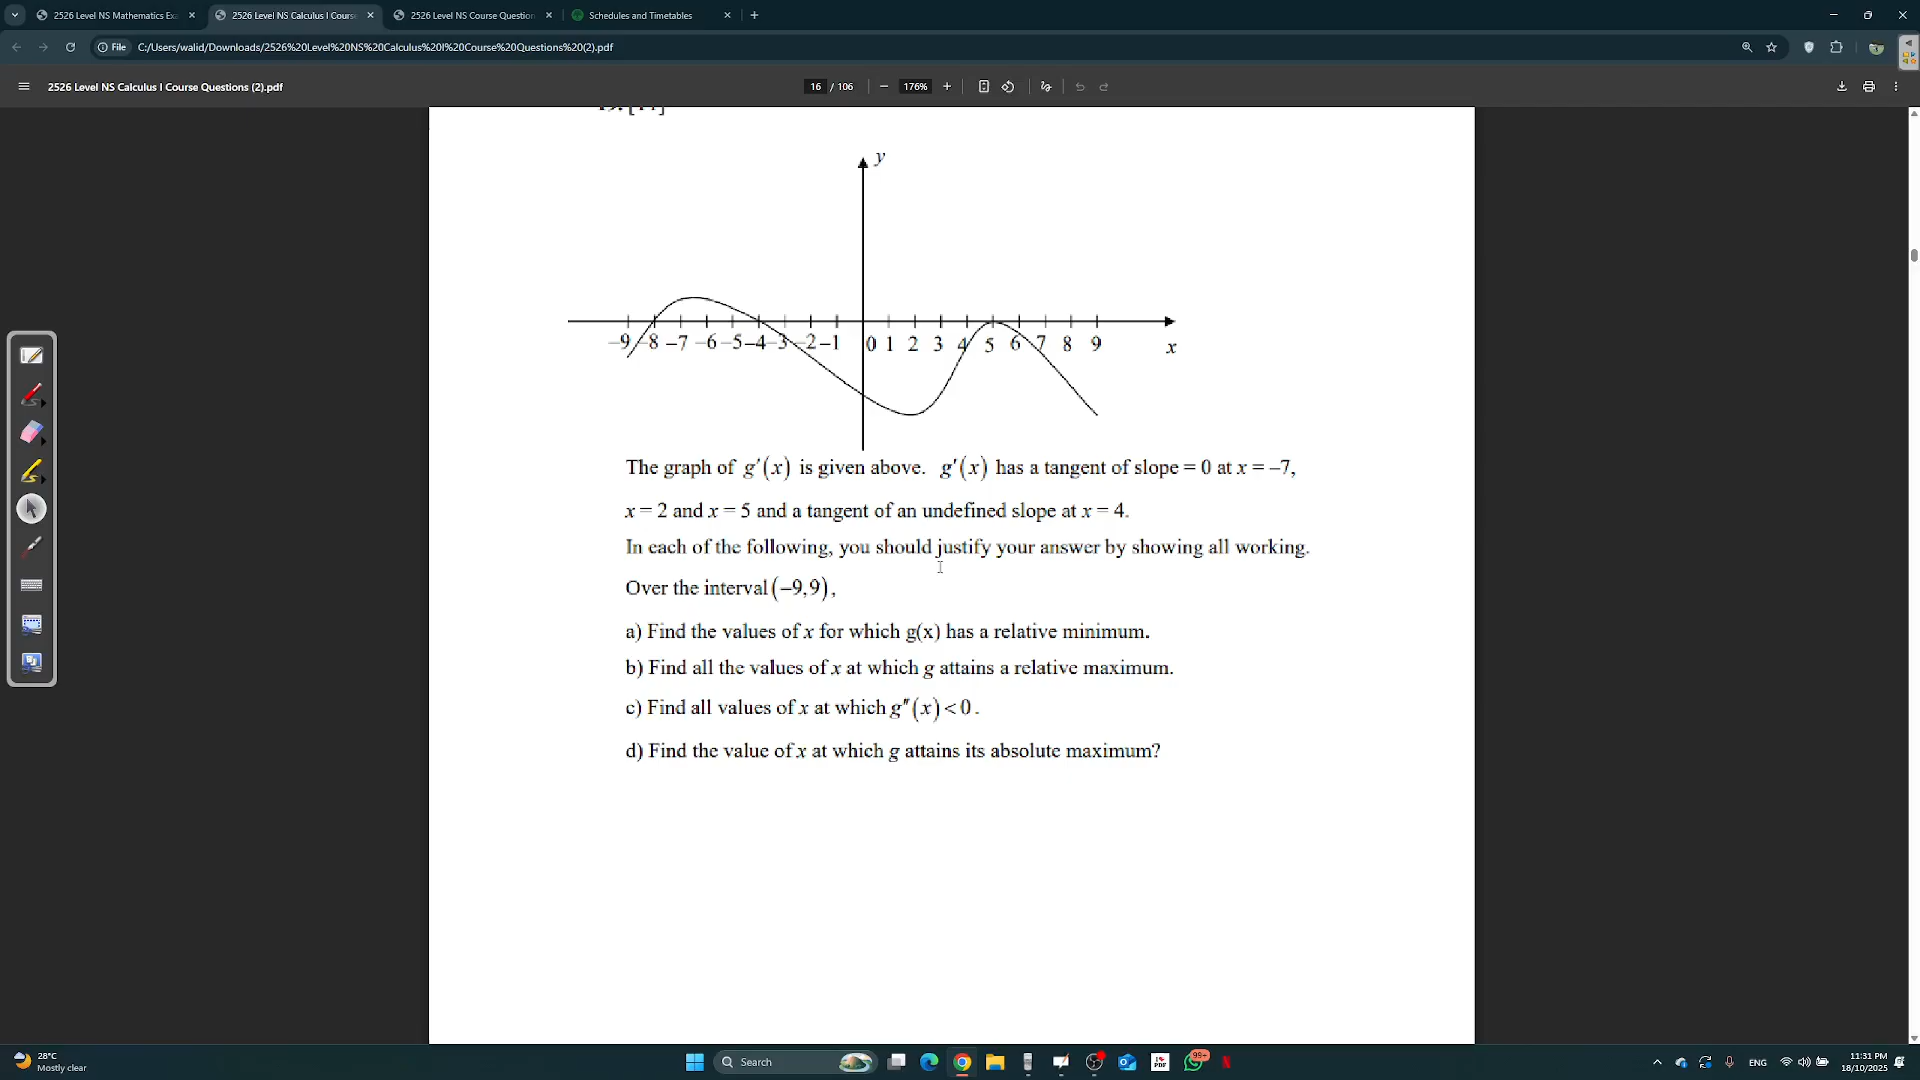 2526 Level NS Mathematics Exa
2526 Level NS Calculus I Course
2526 Level NS Course Question
Schedules and Timetables
File
C:/Users/walid/Downloads/2526%20Level%20NS%20Calculus%20I%20Course%20Questions%20(2).pdf
2526 Level NS Calculus I Course Questions (2).pdf
16 / 106
176%
y
−9 −8 −7 −6 −5 −4 −3 −2 −1 0 1 2 3 4 5 6 7 8 9
x
The graph of g′(x) is given above. g′(x) has a tangent of slope = 0 at x = −7,
x = 2 and x = 5 and a tangent of an undefined slope at x = 4.
In each of the following, you should justify your answer by showing all working.
Over the interval (−9,9),
a) Find the values of x for which g(x) has a relative minimum.
b) Find all the values of x at which g attains a relative maximum.
c) Find all values of x at which g″(x) < 0.
d) Find the value of x at which g attains its absolute maximum?
28°C
Mostly clear
Search
99+
ENG
11:31 PM
18/10/2025